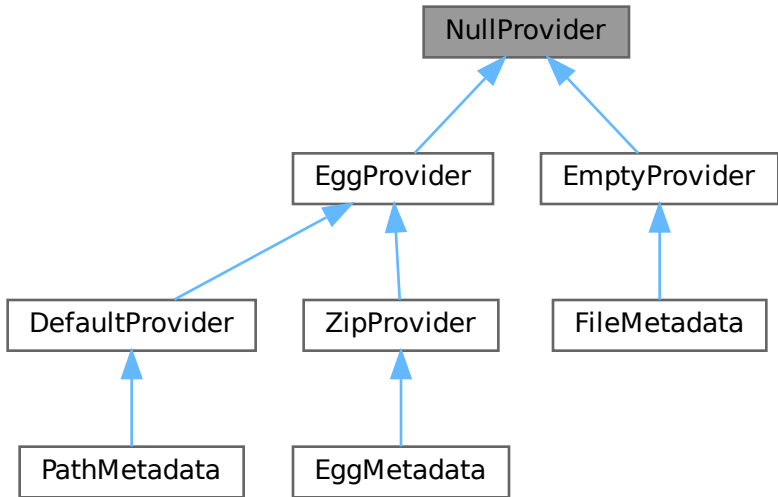 NullProvider
EggProvider
EmptyProvider
DefaultProvider
ZipProvider
FileMetadata
PathMetadata
EggMetadata